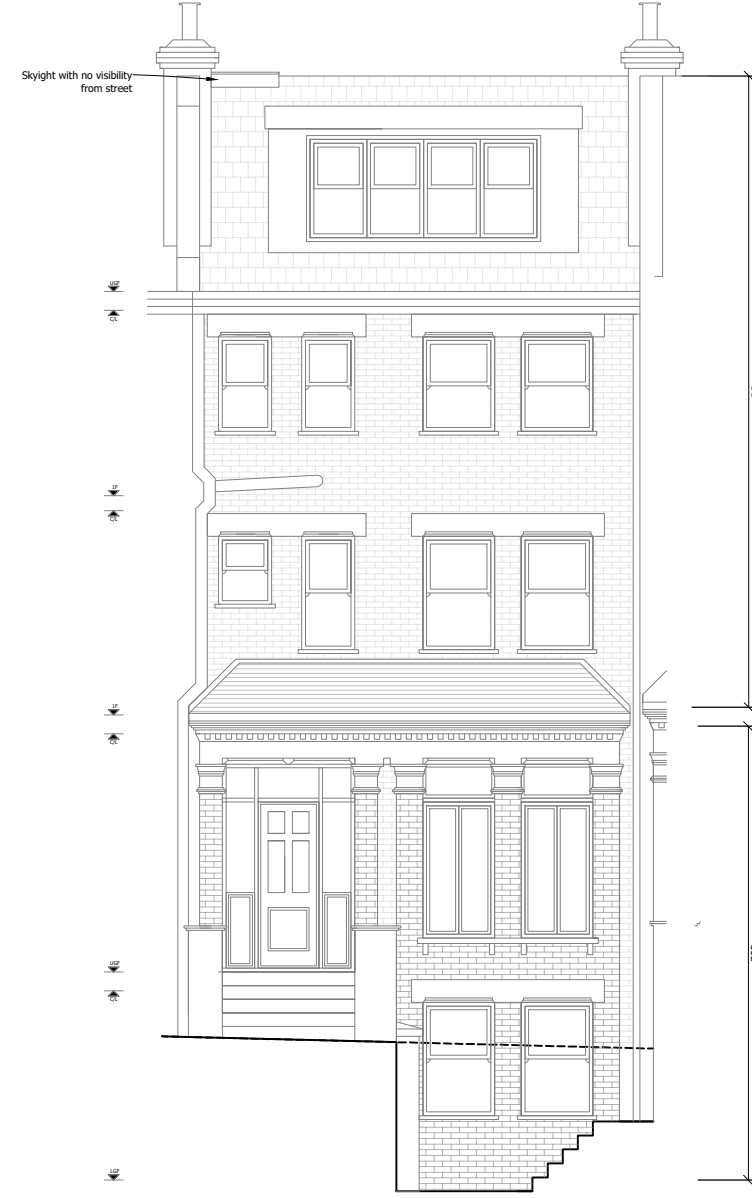 Skyight with no visibility
from street
UGF
C/L
1F
C/L
1F
C/L
UGF
C/L
LGF